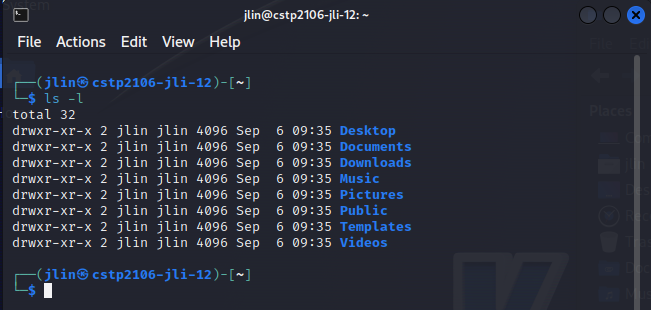 jlin@cstp2106-jli-12: ~
File Actions Edit View Help
┌──(jlin㉿cstp2106-jli-12)-[~]
└─$ ls -l
total 32
drwxr-xr-x 2 jlin jlin 4096 Sep  6 09:35 Desktop
drwxr-xr-x 2 jlin jlin 4096 Sep  6 09:35 Documents
drwxr-xr-x 2 jlin jlin 4096 Sep  6 09:35 Downloads
drwxr-xr-x 2 jlin jlin 4096 Sep  6 09:35 Music
drwxr-xr-x 2 jlin jlin 4096 Sep  6 09:35 Pictures
drwxr-xr-x 2 jlin jlin 4096 Sep  6 09:35 Public
drwxr-xr-x 2 jlin jlin 4096 Sep  6 09:35 Templates
drwxr-xr-x 2 jlin jlin 4096 Sep  6 09:35 Videos
┌──(jlin㉿cstp2106-jli-12)-[~]
└─$
File
Places